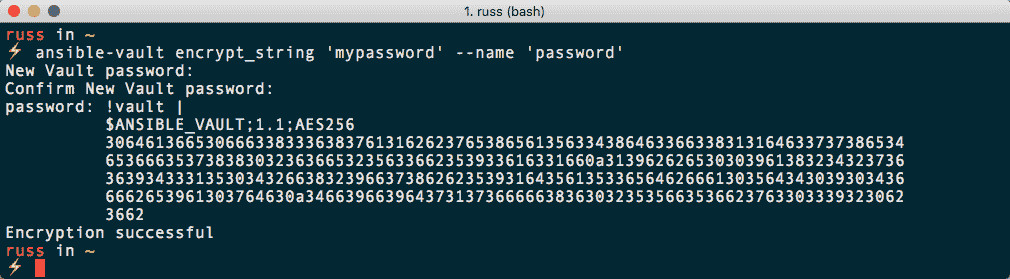 1. russ (bash)
russ in ~
⚡ ansible-vault encrypt_string 'mypassword' --name 'password'
New Vault password:
Confirm New Vault password:
password: !vault |
$ANSIBLE_VAULT;1.1;AES256
30646136653066633833363837613162623765386561356334386463366338313164633737386534
6536663537383830323636653235633662353933616331660a313962626530303961383234323736
36393433313530343266383239663738626235393164356135336564626661303564343039303436
6662653961303764630a346639663964373137366666383630323535663536623763303339323062
3662
Encryption successful
russ in ~
⚡